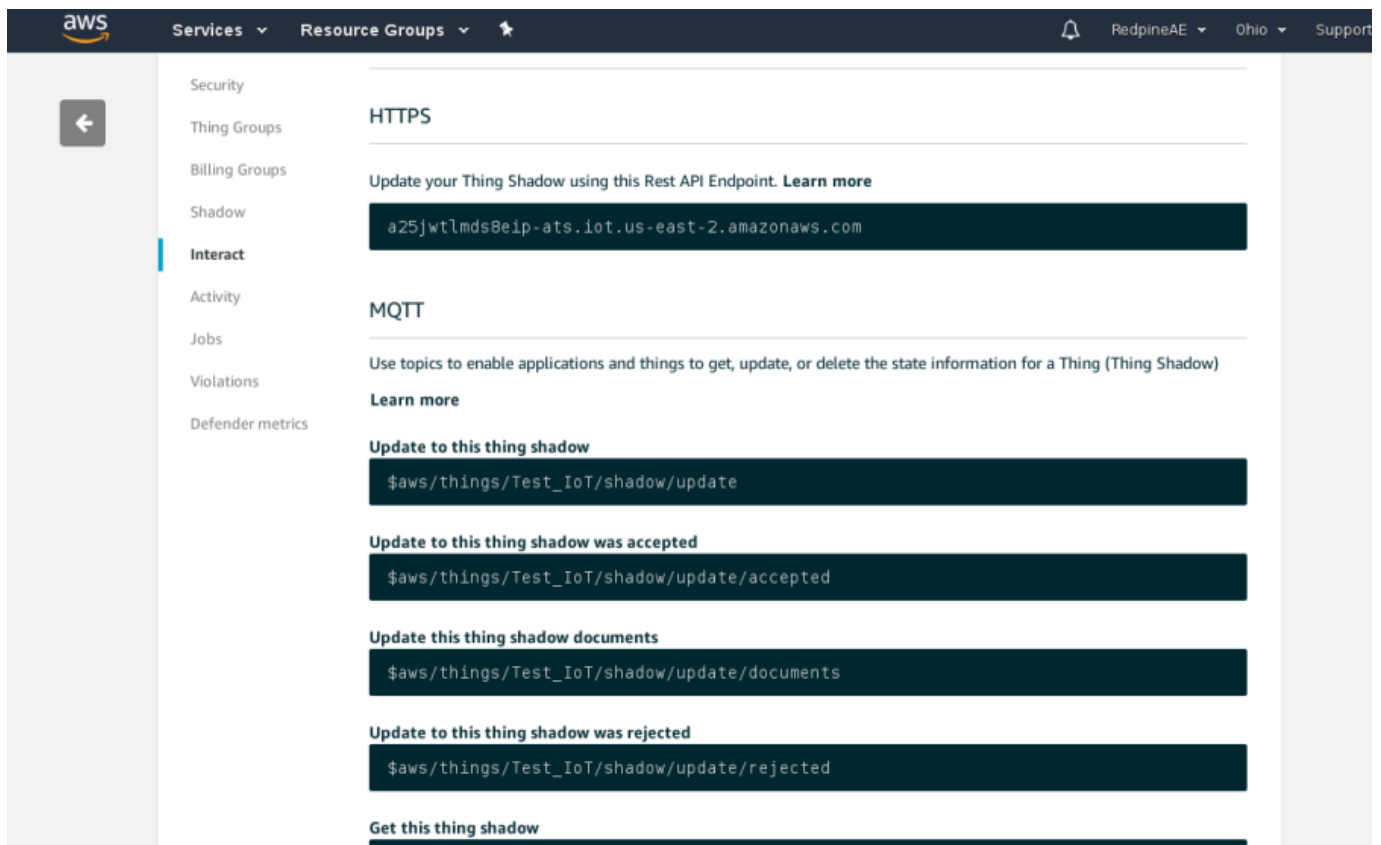 aws Services Resource Groups RedpineAE Ohio Support
Security
Thing Groups
Billing Groups
Shadow
Interact
Activity
Jobs
Violations
Defender metrics
HTTPS
Update your Thing Shadow using this Rest API Endpoint. Learn more
a25jwtlmds8eip-ats.iot.us-east-2.amazonaws.com
MQTT
Use topics to enable applications and things to get, update, or delete the state information for a Thing (Thing Shadow)
Learn more
Update to this thing shadow
$aws/things/Test_IoT/shadow/update
Update to this thing shadow was accepted
$aws/things/Test_IoT/shadow/update/accepted
Update this thing shadow documents
$aws/things/Test_IoT/shadow/update/documents
Update to this thing shadow was rejected
$aws/things/Test_IoT/shadow/update/rejected
Get this thing shadow